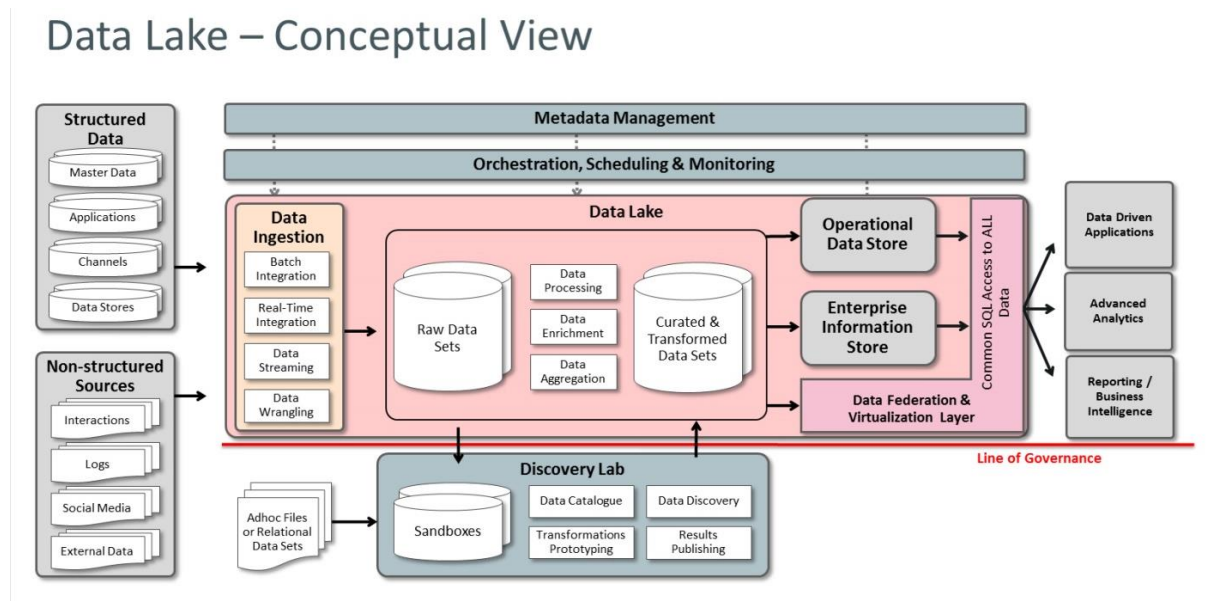 Data Lake – Conceptual View
Structured
Data
Master Data
Applications
Channels
Data Stores
Non-structured
Sources
Interactions
Logs
Social Media
External Data
Metadata Management
Orchestration, Scheduling & Monitoring
Data Lake
Data
Ingestion
Batch
Integration
Real-Time
Integration
Data
Streaming
Data
Wrangling
Raw Data
Sets
Data
Processing
Data
Enrichment
Data
Aggregation
Curated &
Transformed
Data Sets
Operational
Data Store
Enterprise
Information
Store
Data Federation &
Virtualization Layer
Common SQL Access to ALL
Data
Data Driven
Applications
Advanced
Analytics
Reporting /
Business
Intelligence
Line of Governance
Adhoc Files
or Relational
Data Sets
Discovery Lab
Sandboxes
Data Catalogue
Data Discovery
Transformations
Prototyping
Results
Publishing